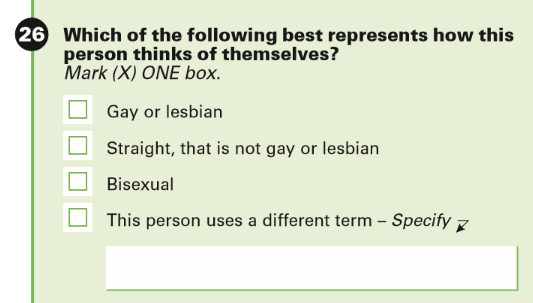 26 Which of the following best represents how this
person thinks of themselves?
Mark (X) ONE box.
Gay or lesbian
Straight, that is not gay or lesbian
Bisexual
This person uses a different term – Specify